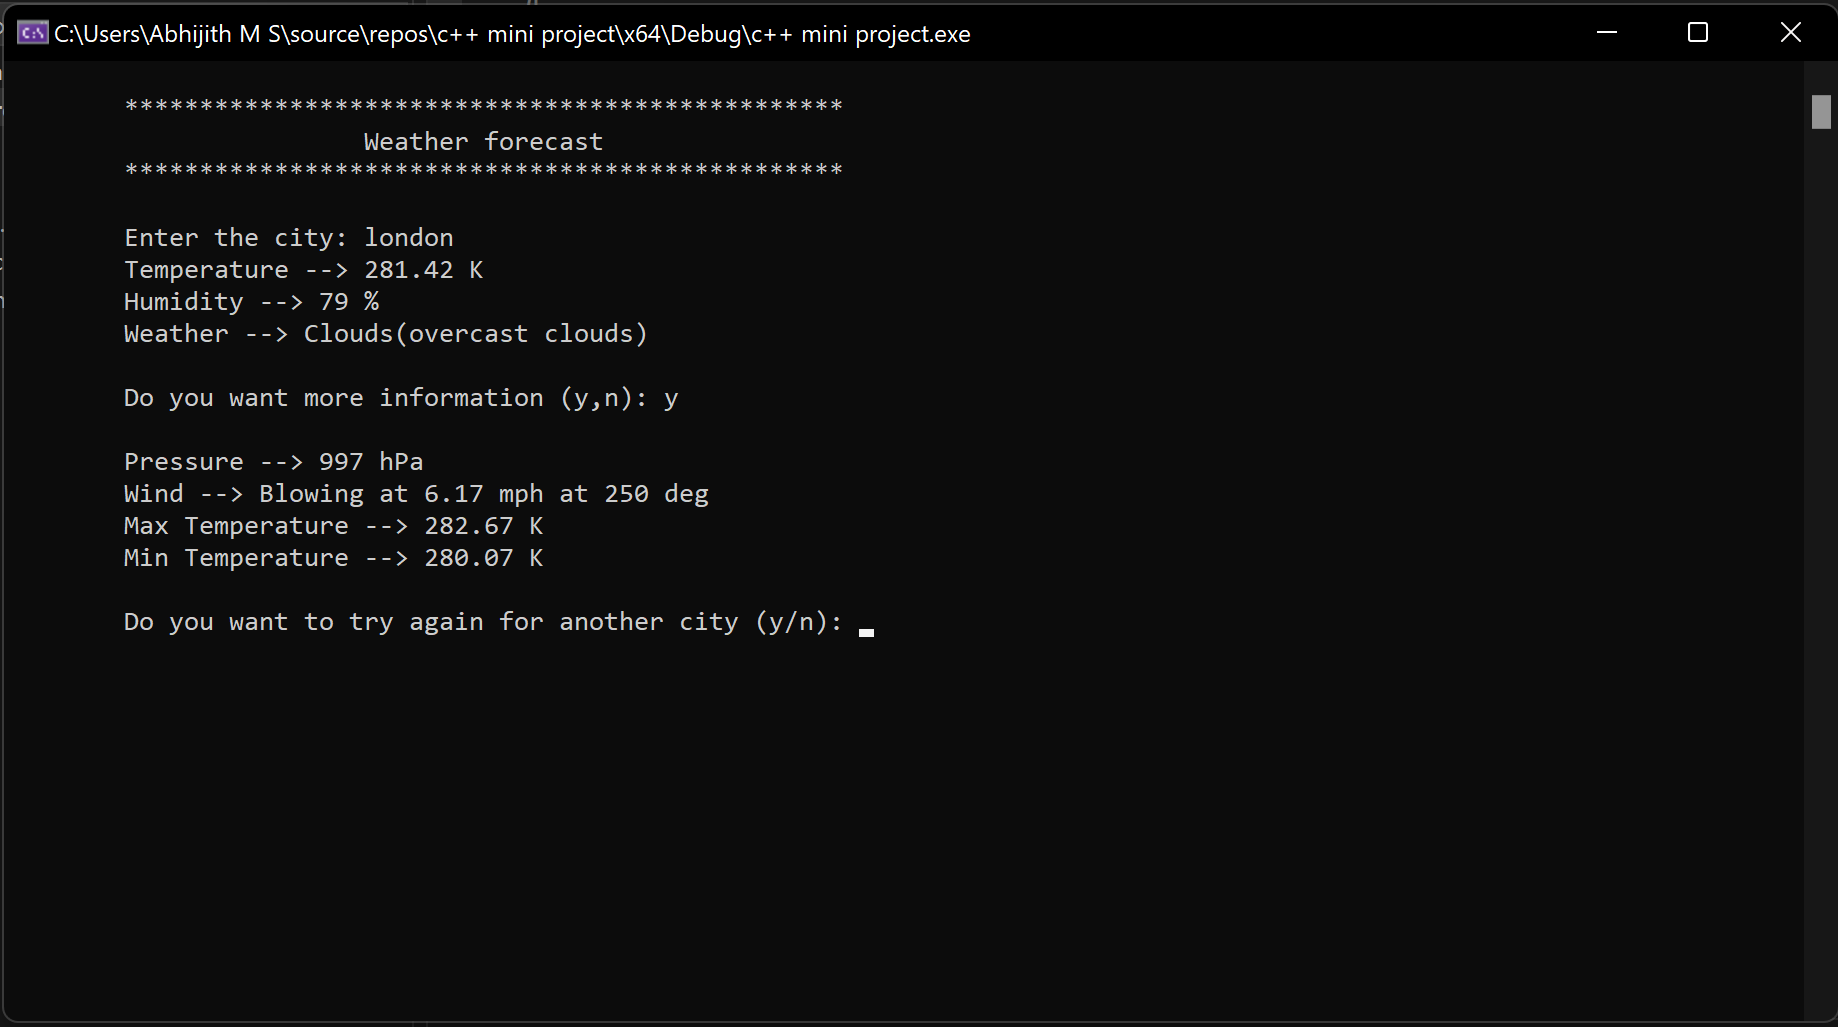 C:\Users\Abhijith M S\source\repos\c++ mini project\x64\Debug\c++ mini project.exe
************************************************
Weather forecast
************************************************
Enter the city: london
Temperature --> 281.42 K
Humidity --> 79 %
Weather --> Clouds(overcast clouds)
Do you want more information (y,n): y
Pressure --> 997 hPa
Wind --> Blowing at 6.17 mph at 250 deg
Max Temperature --> 282.67 K
Min Temperature --> 280.07 K
Do you want to try again for another city (y/n):